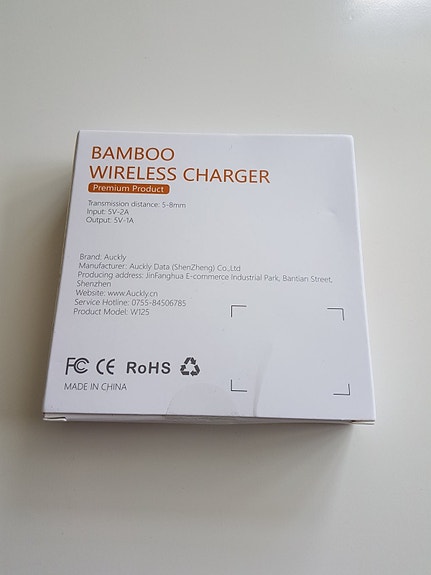 BAMBOO
WIRELESS CHARGER
Premium Product
Transmission distance: 5-8mm
Input: 5V-2A
Output: 5V-1A
Brand: Auckly
Manufacturer: Auckly Data (ShenZheng) Co.,Ltd
Producing address: JinFanghua E-commerce Industrial Park, Bantian Street,
Shenzhen
Website: www.Auckly.cn
Service Hotline: 0755-84506785
Product Model: W125
FC CE RoHS
MADE IN CHINA